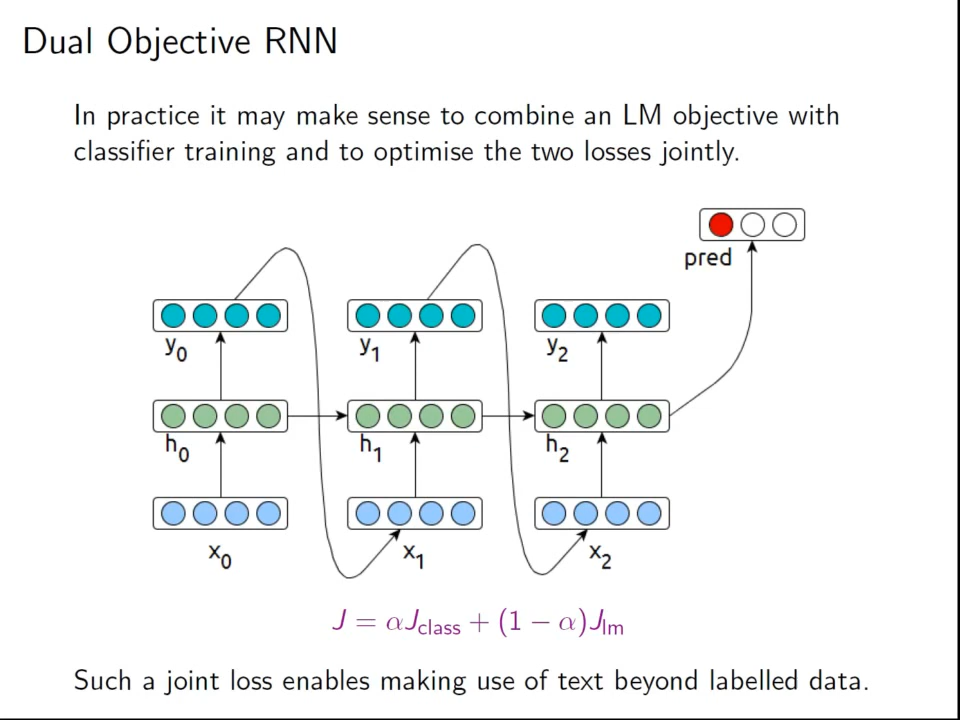 Dual Objective RNN
In practice it may make sense to combine an LM objective with
classifier training and to optimise the two losses jointly.
pred
y₀ y₁ y₂
h₀ h₁ h₂
x₀ x₁ x₂
J = αJclass + (1 − α)Jlm
Such a joint loss enables making use of text beyond labelled data.